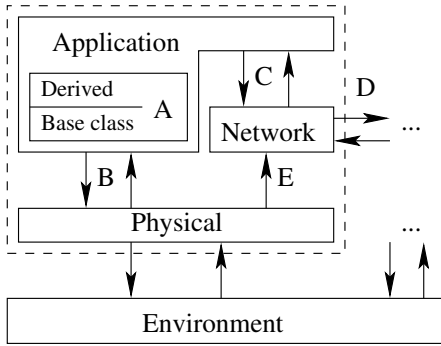 Application
Derived
Base class
A
C
D
Network
...
B
E
Physical
...
Environment